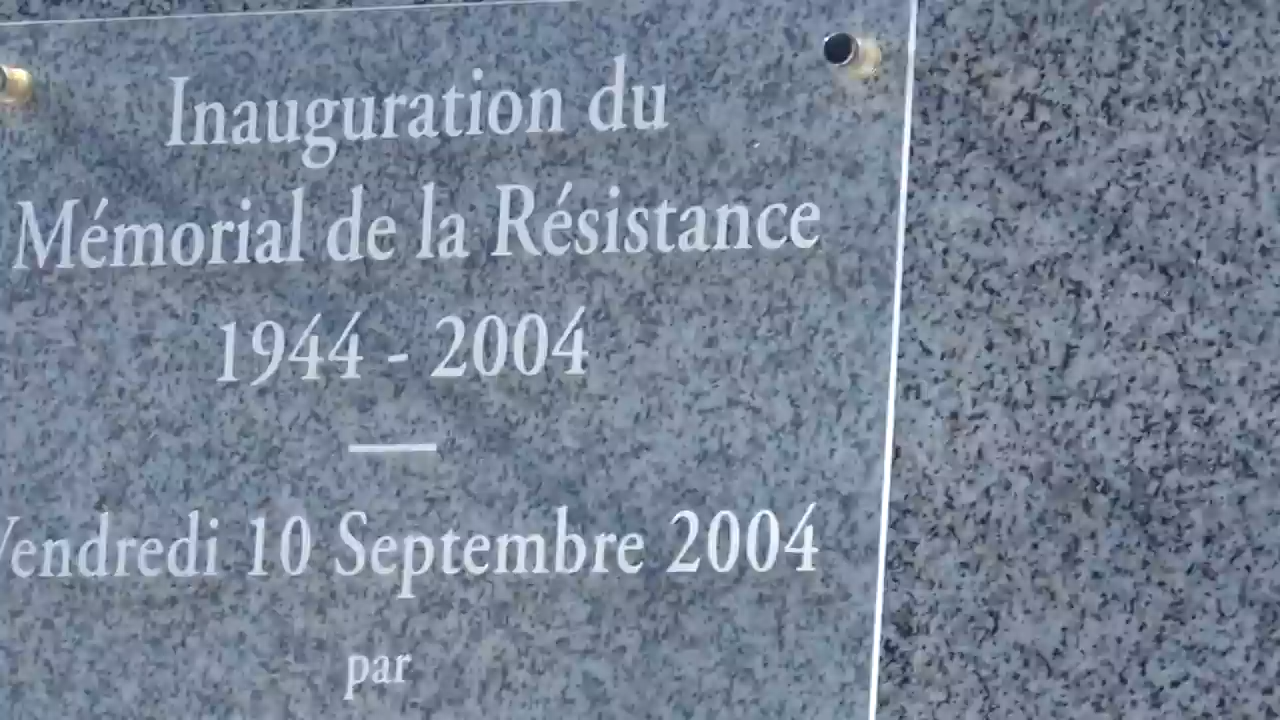 Inauguration du
Mémorial de la Résistance
1944 - 2004
Vendredi 10 Septembre 2004
par